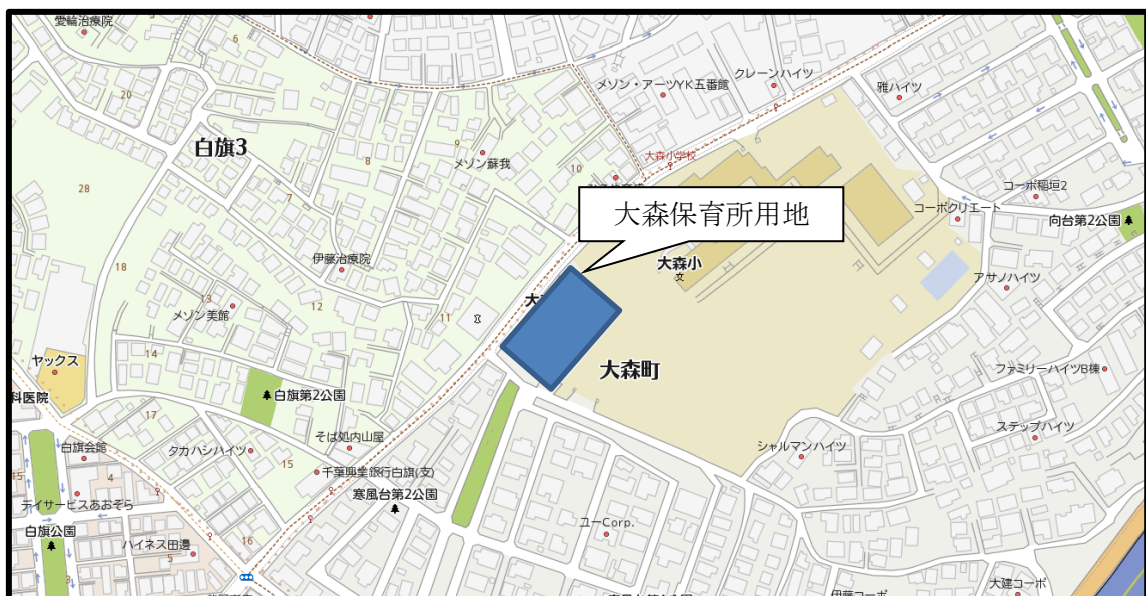 愛輪治療院
6
20
白旗3
8
9
メゾン蘇我
10
28
7
メゾン・アーツYK五番館
クレーンハイツ
雅ハイツ
大森小学校
大森保育所用地
コーポ稲垣2
コーポクリエート
向台第2公園
大森小
文
アサノハイツ
18
伊藤治療院
13
12
11
メゾン美館
14
ヤックス
科医院
白旗第2公園
大森町
ファミリーハイツB棟
17
そば処内山屋
ステップハイツ
白旗会館
タカハシハイツ
15
シャルマンハイツ
千葉興業銀行白旗(支)
15
寒風台第2公園
デイサービスあおぞら
白旗公園
ユーCorp.
ハイネス田邊
16
5
3
大建コーポ
伊藤コーポ